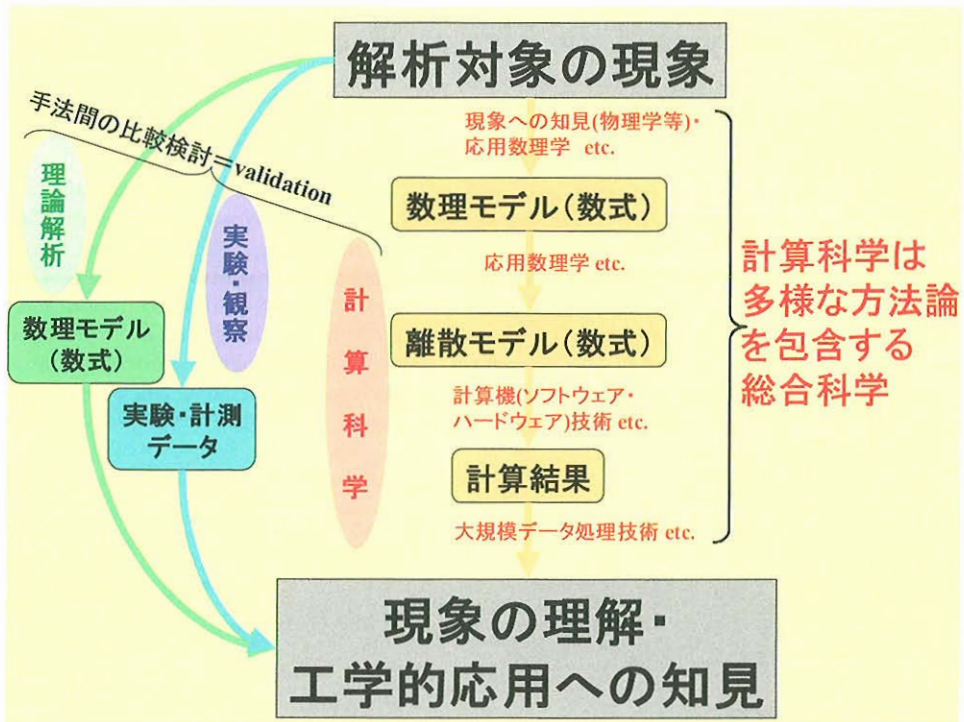 解析対象の現象
手法間の比較検討=validation
理論解析
実験・観察
計算科学
数理モデル
(数式)
実験・計測
データ
現象への知見(物理学等)・
応用数理学 etc.
数理モデル(数式)
応用数理学 etc.
離散モデル(数式)
計算機(ソフトウェア・
ハードウェア)技術 etc.
計算結果
大規模データ処理技術 etc.
計算科学は
多様な方法論
を包含する
総合科学
現象の理解・
工学的応用への知見